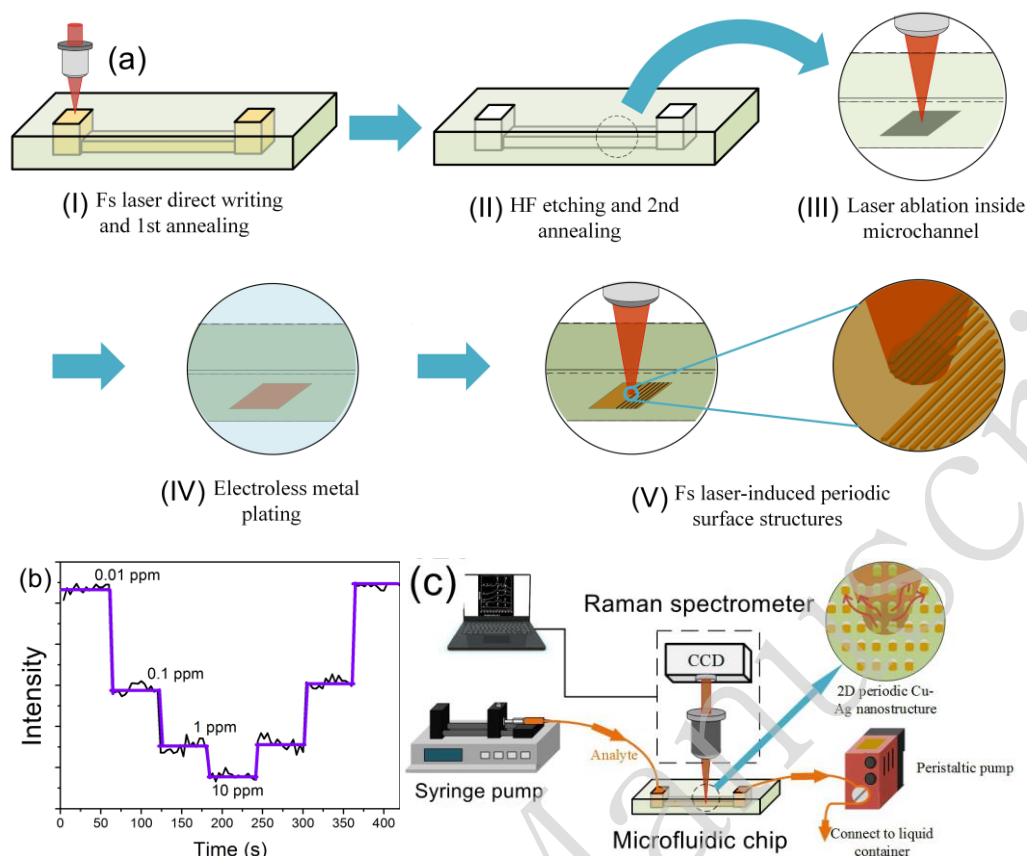 (a)
(I) Fs laser direct writing
and 1st annealing
(II) HF etching and 2nd
annealing
(III) Laser ablation inside
microchannel
(IV) Electroless metal
plating
(V) Fs laser-induced periodic
surface structures
(b)
0.01 ppm
0.1 ppm
1 ppm
10 ppm
Intensity
0 50 100 150 200 250 300 350 400
Time (s)
(c)
Raman spectrometer
CCD
2D periodic Cu-
Ag nanostructure
Analyte
Syringe pump
Peristaltic pump
Microfluidic chip
Connect to liquid
container
Manuscri